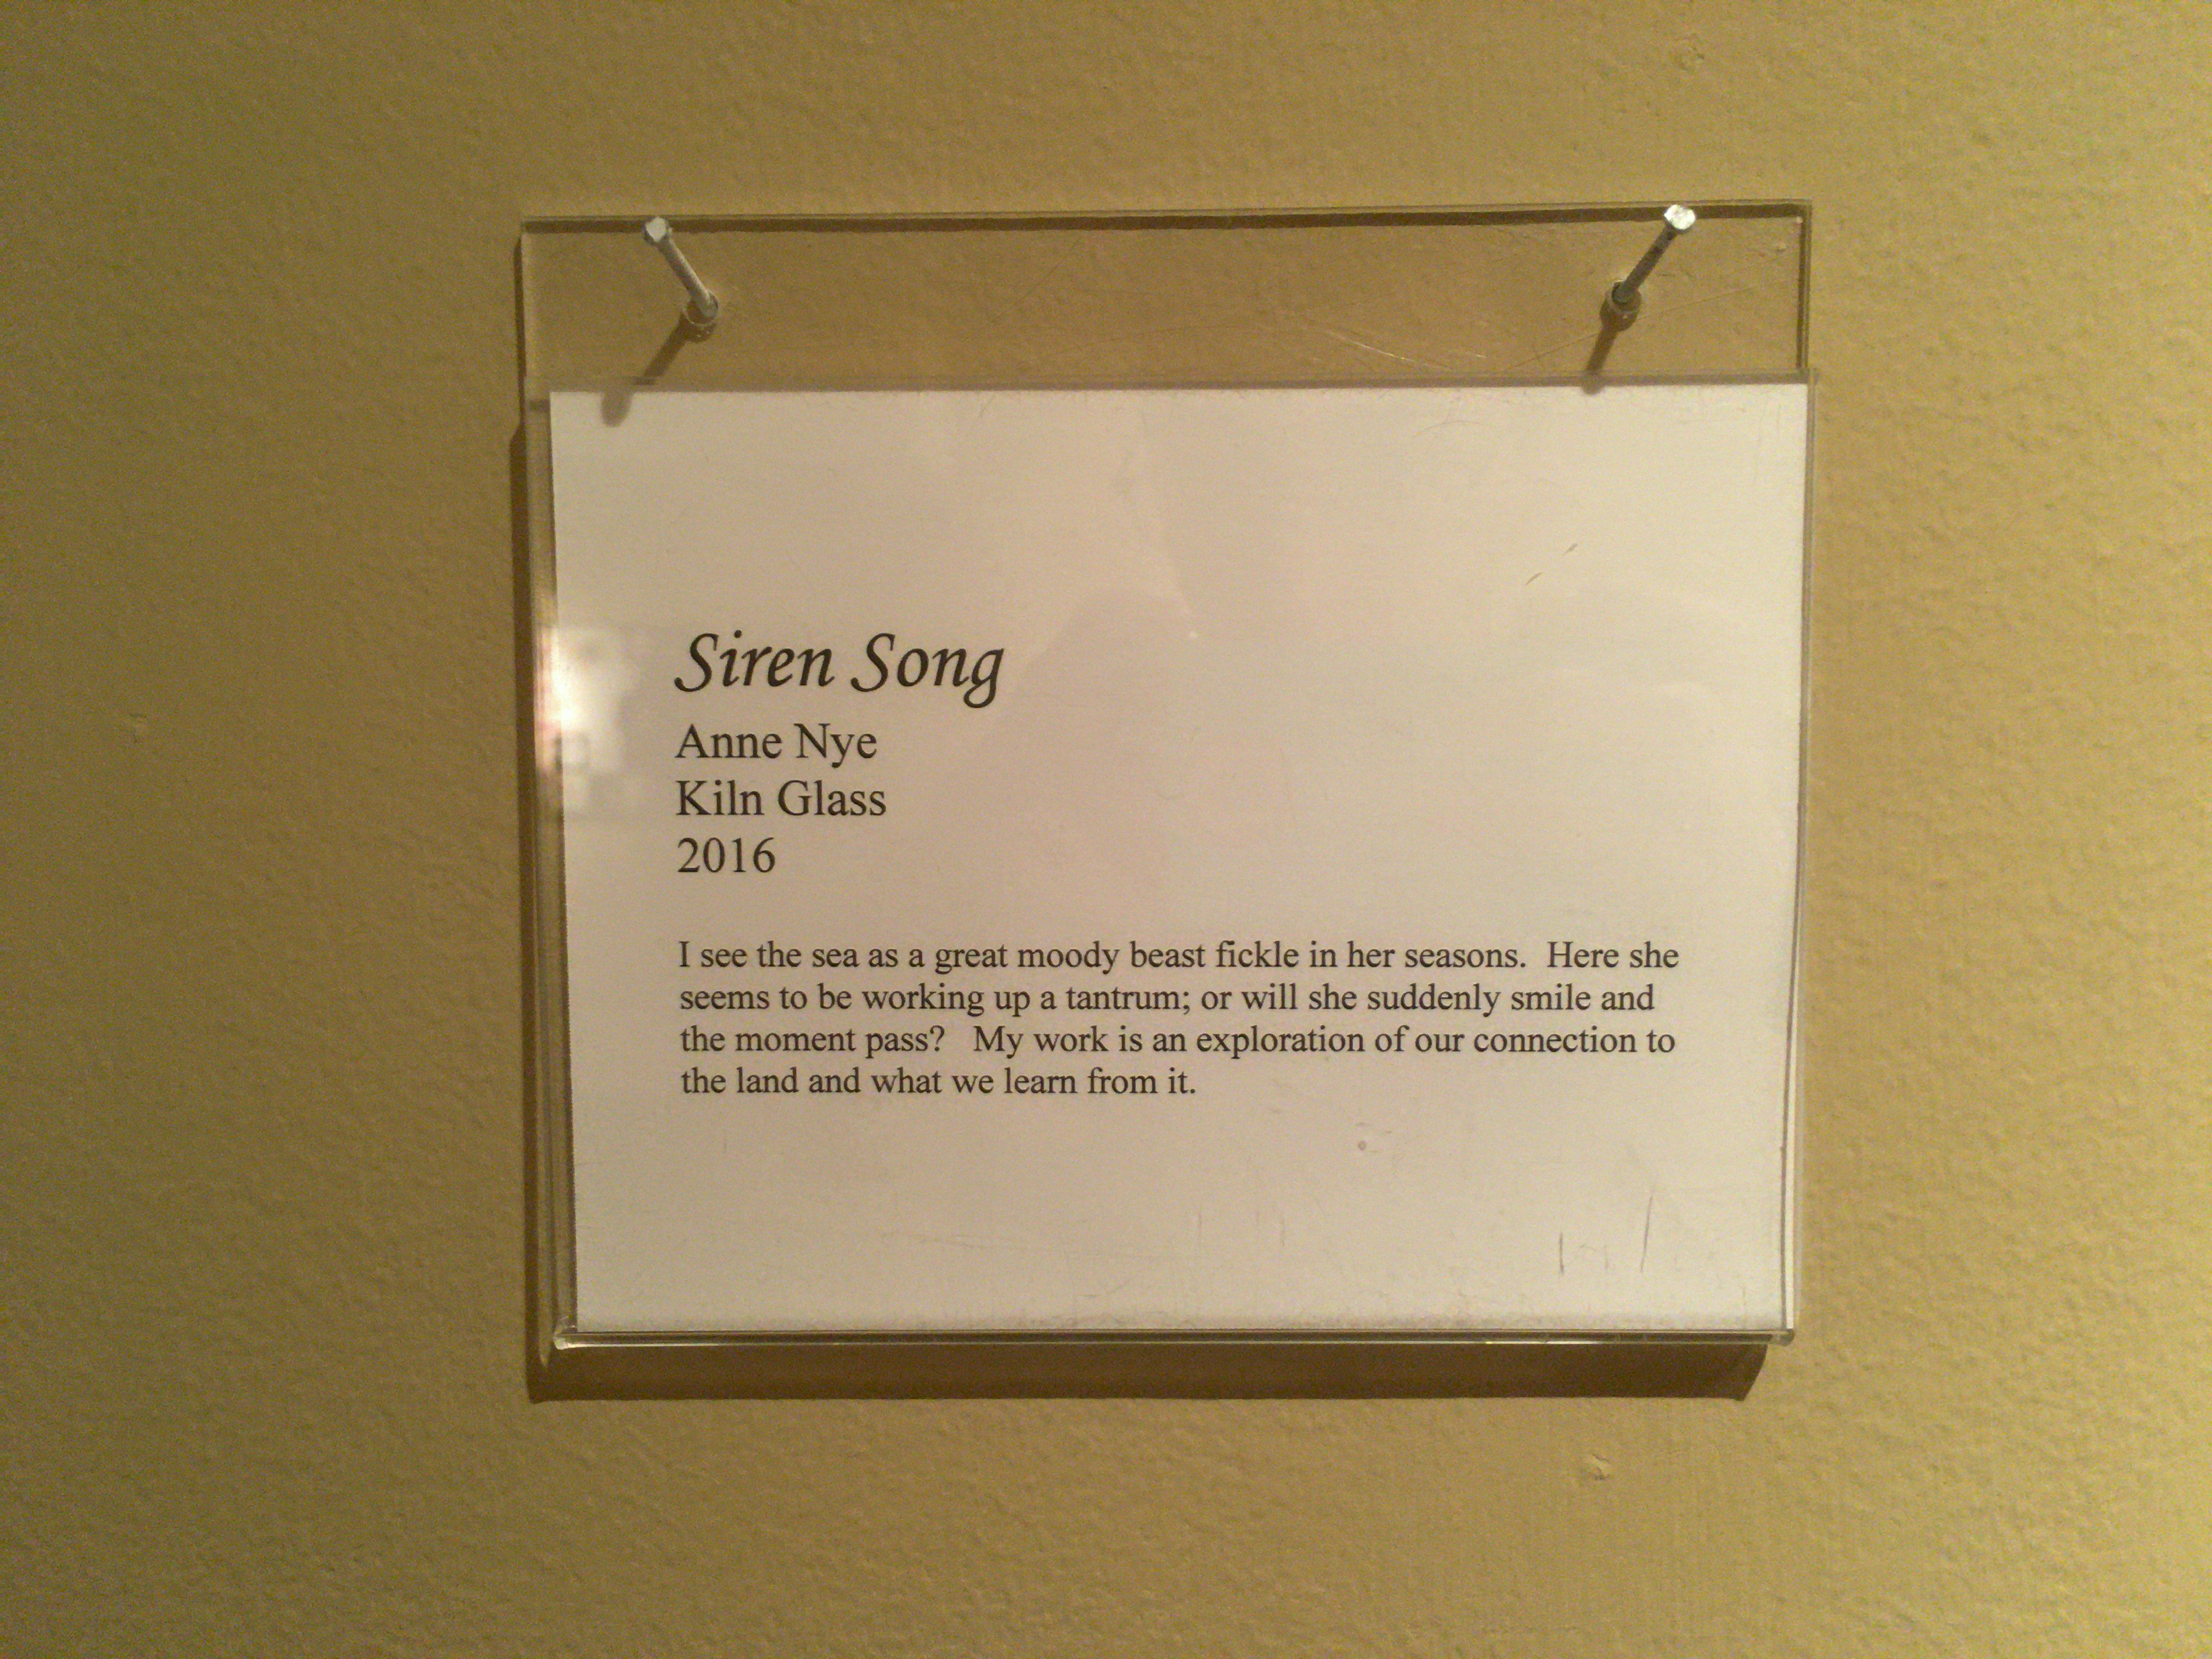 Siren Song
Anne Nye
Kiln Glass
2016
I see the sea as a great moody beast fickle in her seasons.  Here she
seems to be working up a tantrum; or will she suddenly smile and
the moment pass?   My work is an exploration of our connection to
the land and what we learn from it.